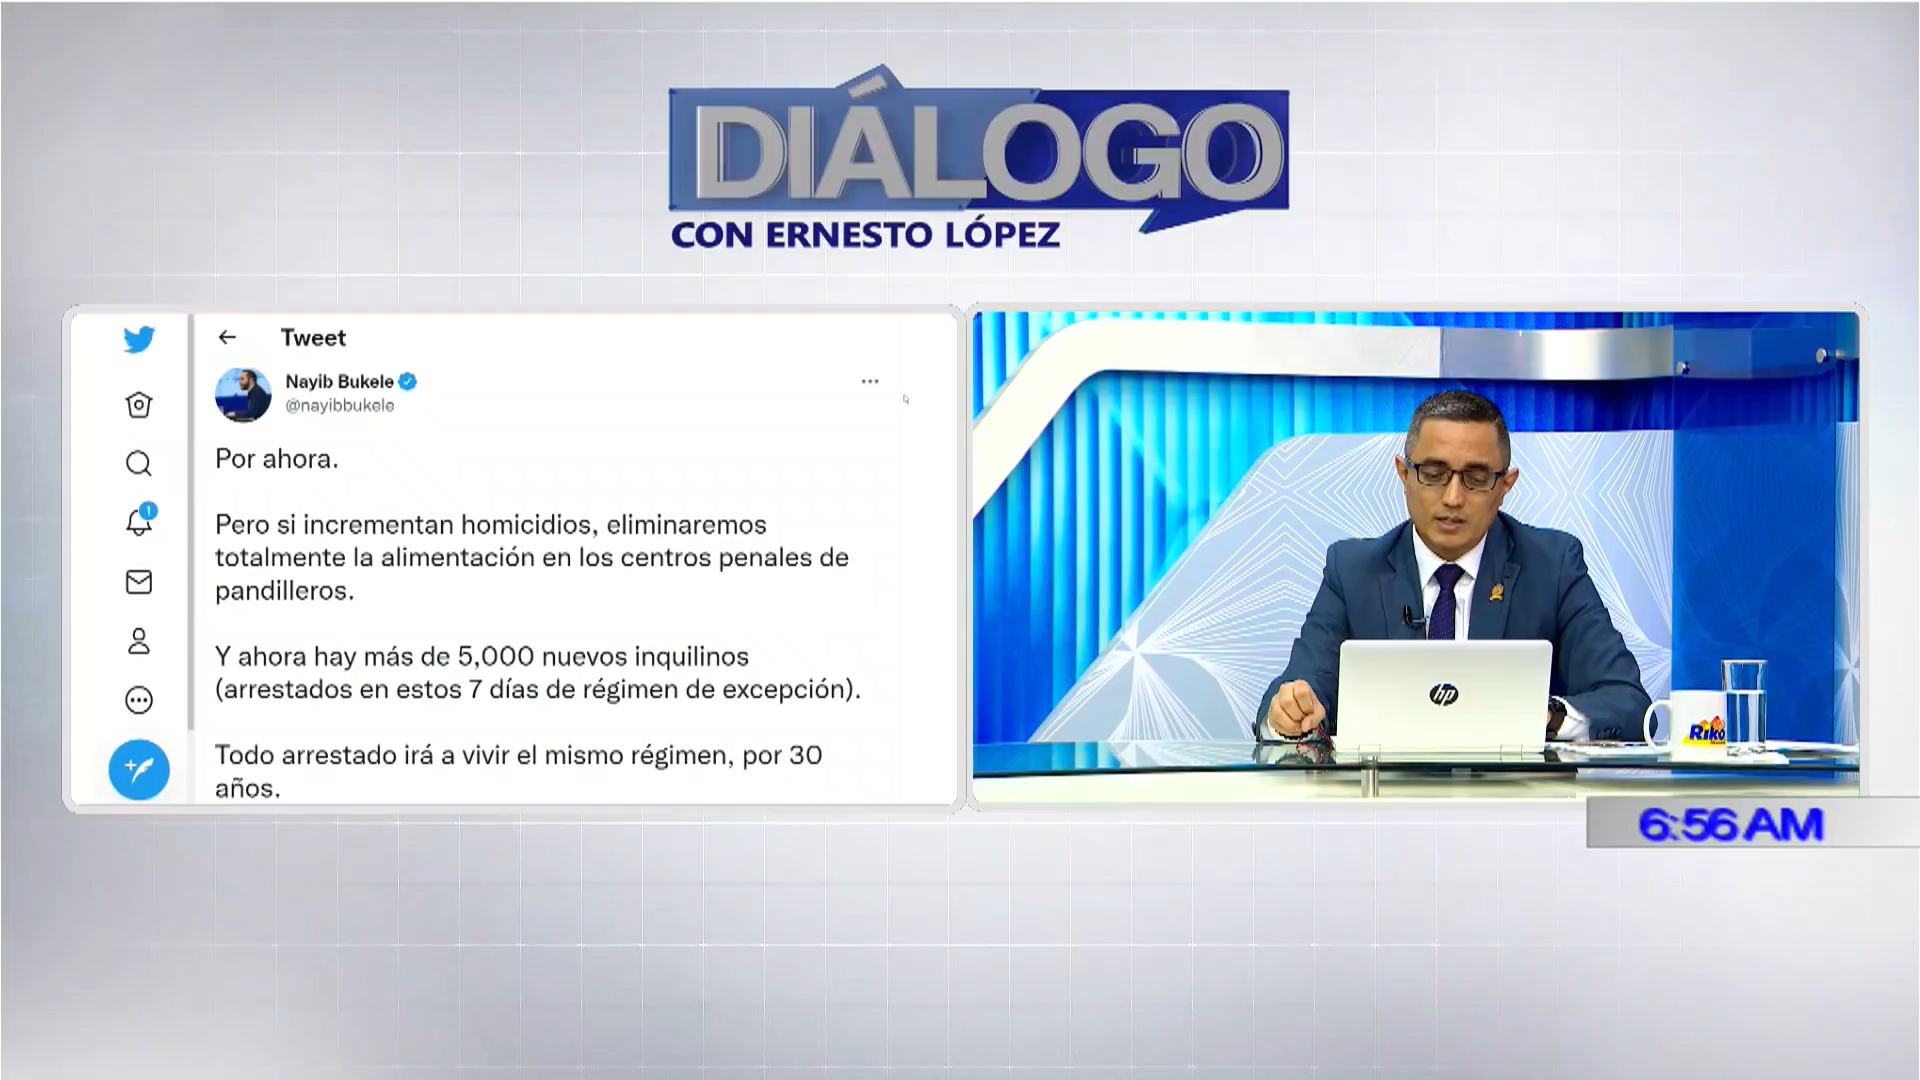 DIÁLOGO
CON ERNESTO LÓPEZ
Tweet
Nayib Bukele
@nayibbukele
Por ahora.
Pero si incrementan homicidios, eliminaremos
totalmente la alimentación en los centros penales de
pandilleros.
Y ahora hay más de 5,000 nuevos inquilinos
(arrestados en estos 7 días de régimen de excepción).
Todo arrestado irá a vivir el mismo régimen, por 30
años.
1
hp
Riko
6:56 AM